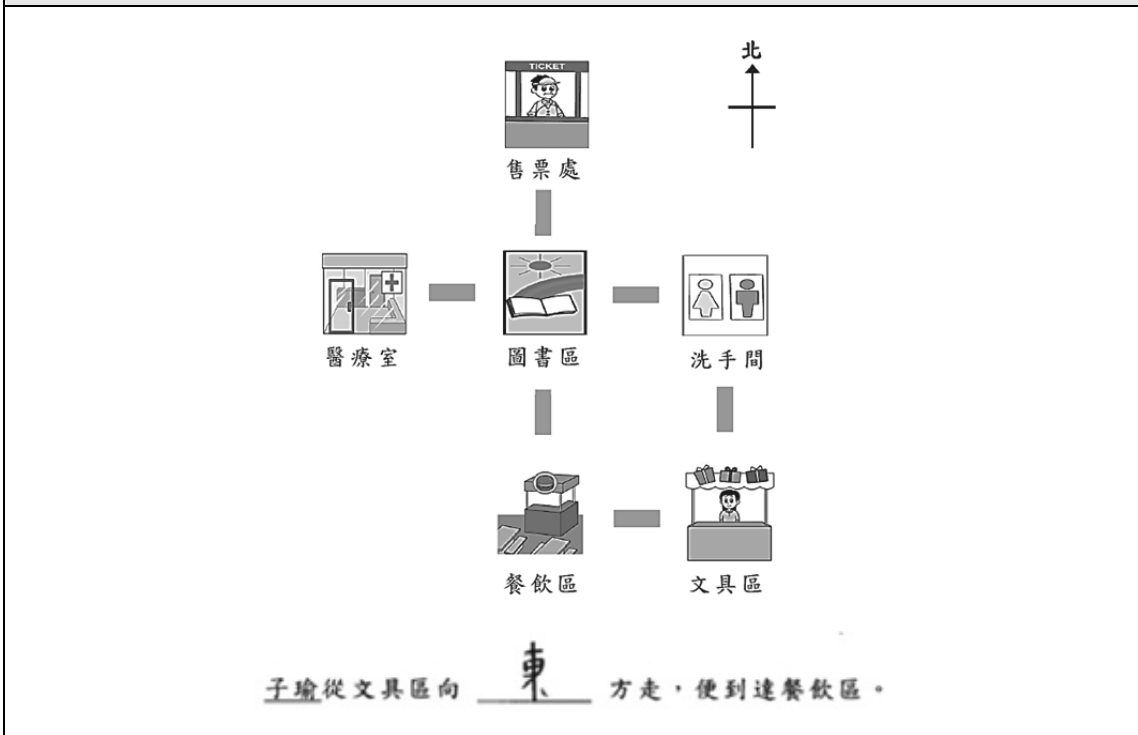 北
TICKET
售票處
醫療室
圖書區
洗手間
餐飲區
文具區
子瑜從文具區向 東 方走,便到達餐飲區。